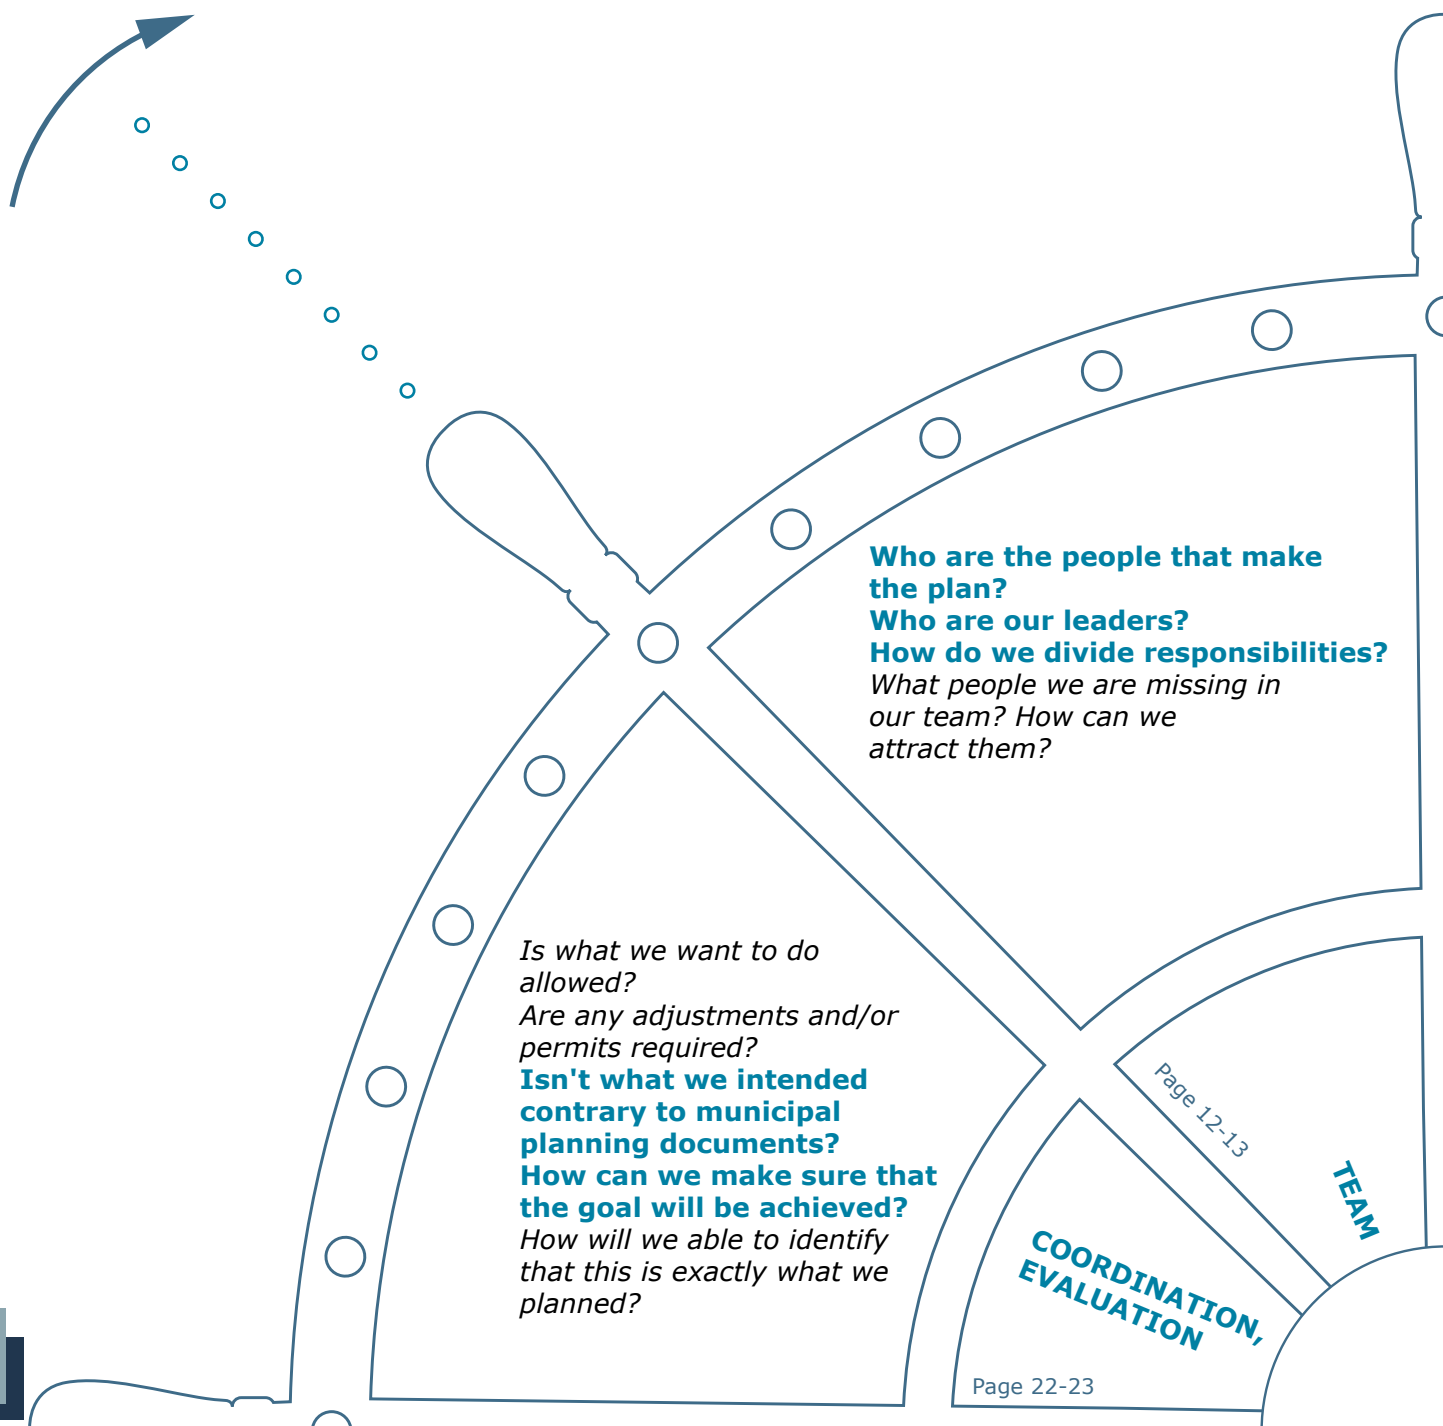 Who are the people that make
the plan?
Who are our leaders?
How do we divide responsibilities?
What people we are missing in
our team? How can we
attract them?
Is what we want to do
allowed?
Are any adjustments and/or
permits required?
Isn't what we intended
contrary to municipal
planning documents?
How can we make sure that
the goal will be achieved?
How will we able to identify
that this is exactly what we
planned?
Page 12-13
TEAM
COORDINATION,
EVALUATION
Page 22-23